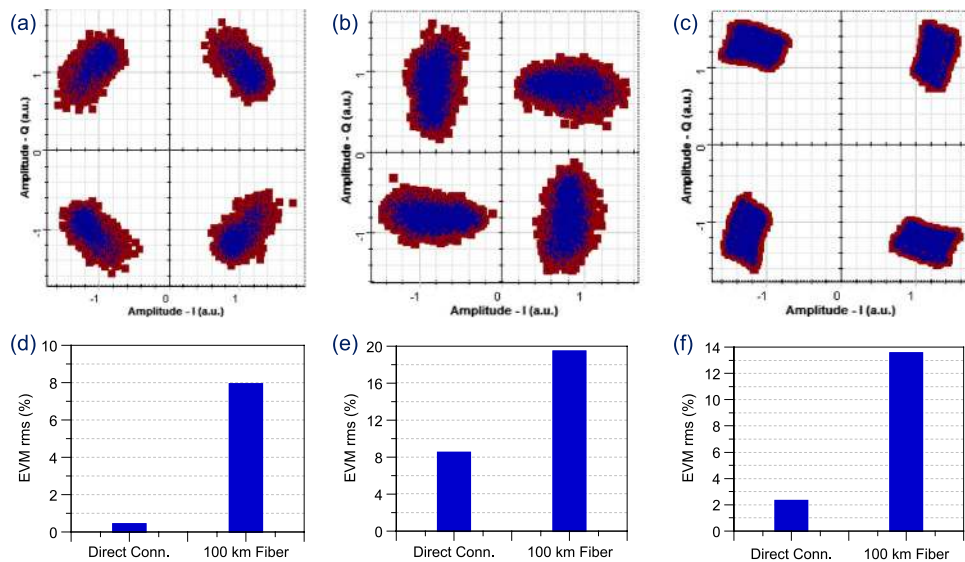 (a)
Amplitude - Q (a.u.)
1
0
-1
-1
0
1
Amplitude - I (a.u.)
(b)
Amplitude - Q (a.u.)
1
0
-1
-1
0
1
Amplitude - I (a.u.)
(c)
Amplitude - Q (a.u.)
1
0
-1
-1
0
1
Amplitude - I (a.u.)
(d)
EVM rms (%)
10
8
6
4
2
0
Direct Conn.
100 km Fiber
(e)
EVM rms (%)
20
16
12
8
4
0
Direct Conn.
100 km Fiber
(f)
EVM rms (%)
14
12
10
8
6
4
2
0
Direct Conn.
100 km Fiber